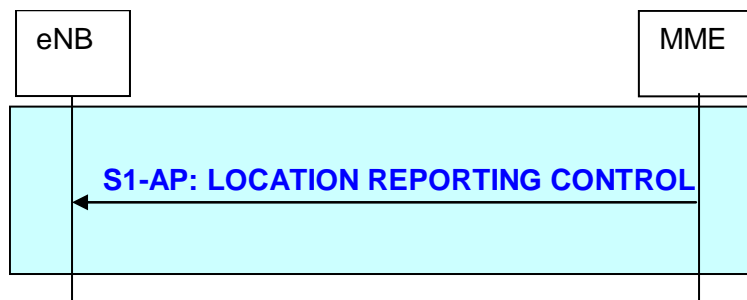 eNB
MME
S1-AP: LOCATION REPORTING CONTROL